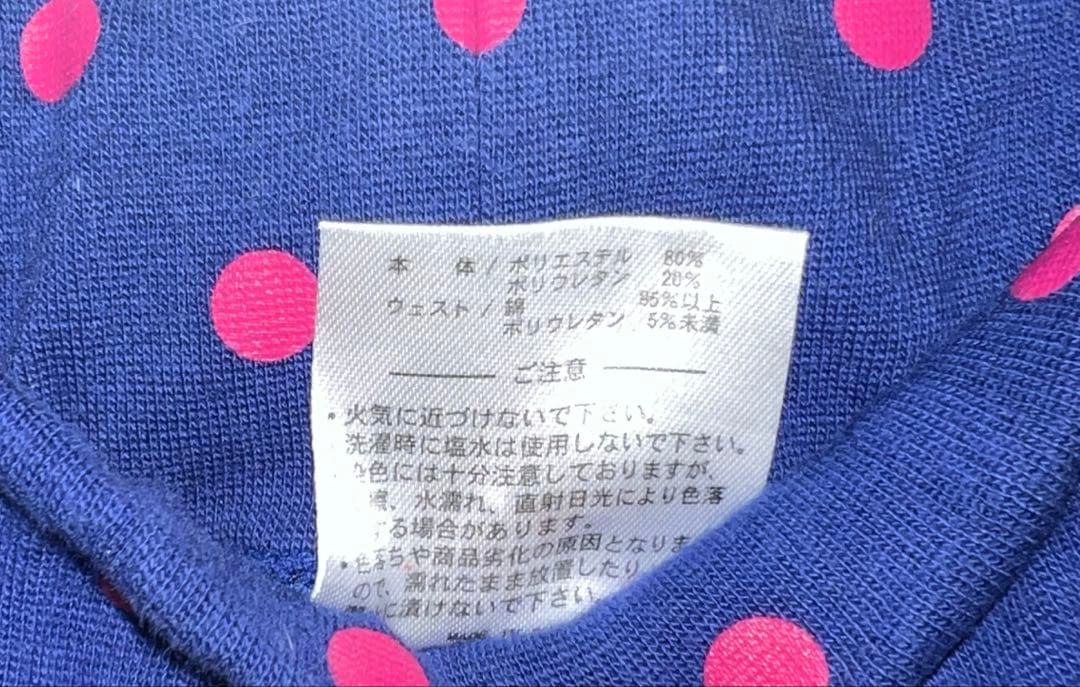 本 体 / ポリエステル 80%
ポリウレタン 20%
ウェスト / 綿 95%以上
ポリウレタン 5%未満
ご注意
・火気に近づけないで下さい。
洗濯時に塩水は使用しないで下さい。
色には十分注意しておりますが、
、水濡れ、直射日光により色落
する場合があります。
・色落ちや商品劣化の原因となりま
ので、濡れたまま放置したり
に漬けないで下さい
MADE